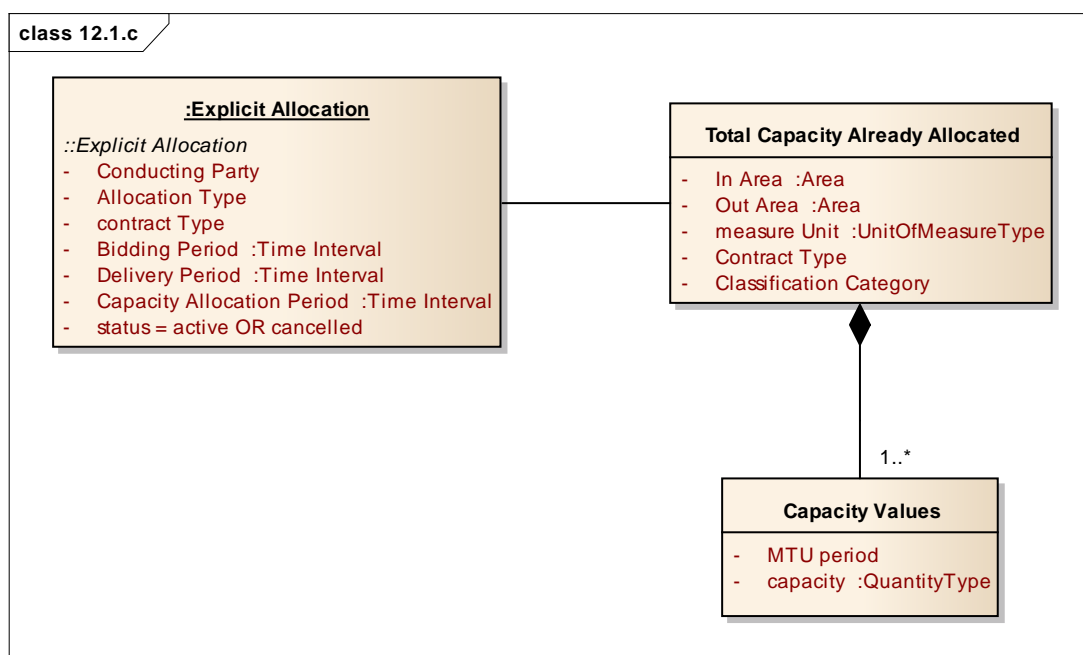 class 12.1.c
:Explicit Allocation
::Explicit Allocation
- Conducting Party
- Allocation Type
- contract Type
- Bidding Period :Time Interval
- Delivery Period :Time Interval
- Capacity Allocation Period :Time Interval
- status = active OR cancelled
Total Capacity Already Allocated
- In Area :Area
- Out Area :Area
- measure Unit :UnitOfMeasureType
- Contract Type
- Classification Category
1..*
Capacity Values
- MTU period
- capacity :QuantityType